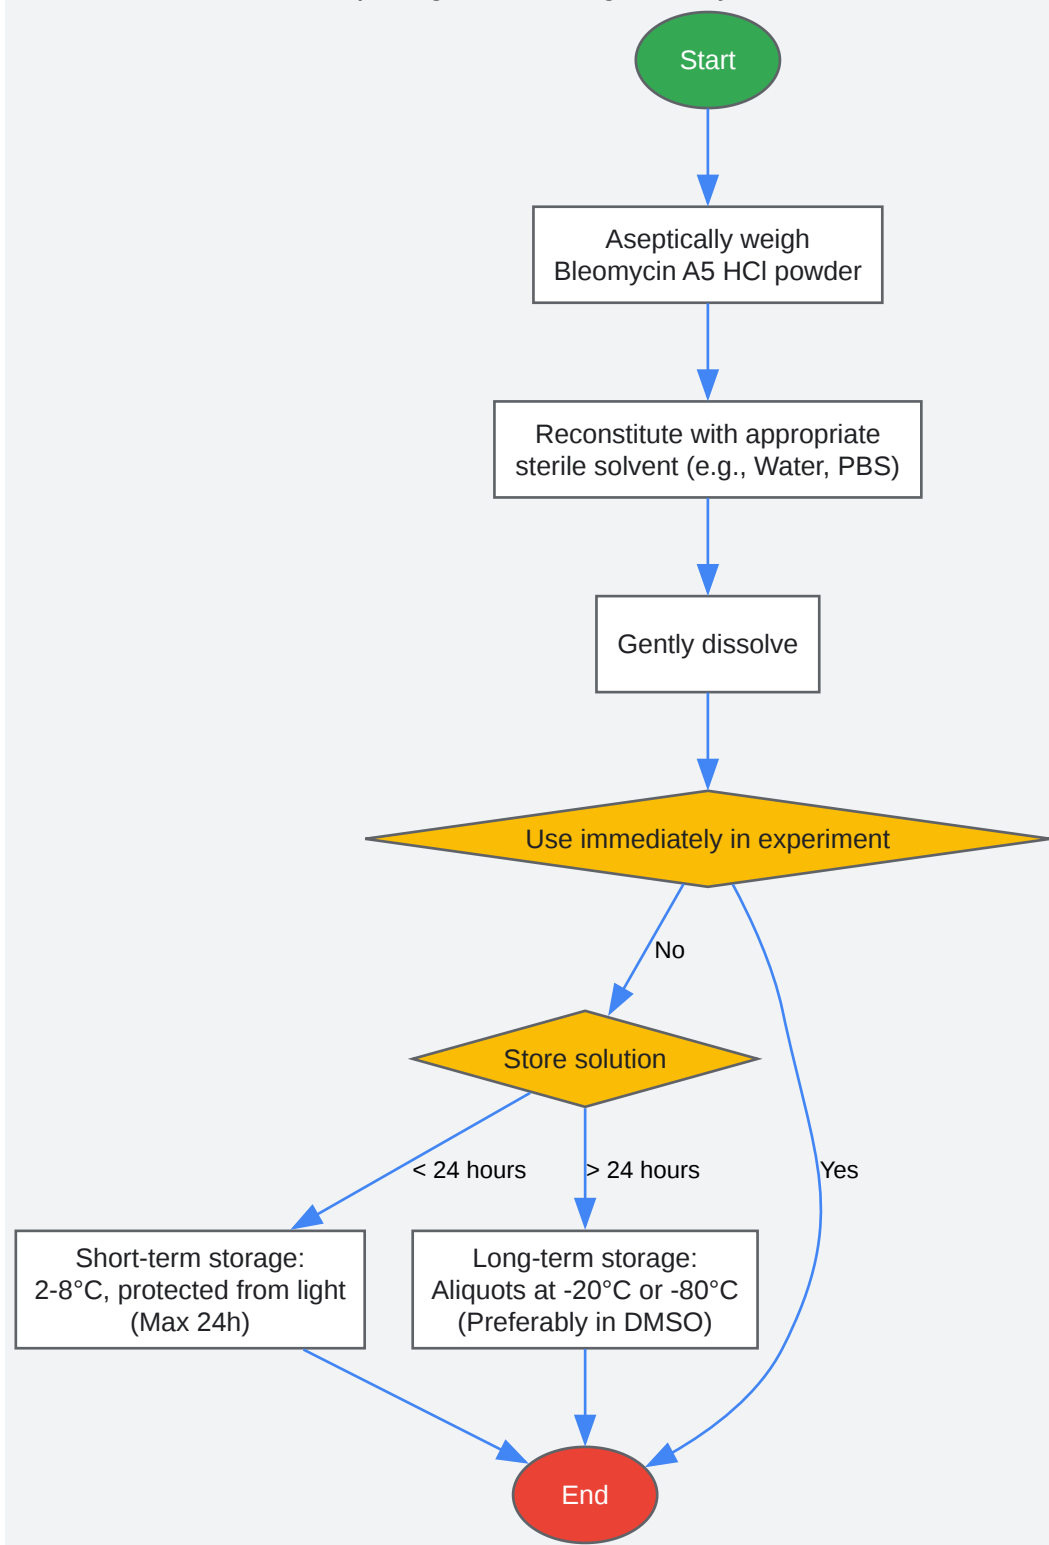 Start
Aseptically weigh
Bleomycin A5 HCl powder
Reconstitute with appropriate
sterile solvent (e.g., Water, PBS)
Gently dissolve
Use immediately in experiment
No
Store solution
< 24 hours
> 24 hours
Yes
Short-term storage:
2-8°C, protected from light
(Max 24h)
Long-term storage:
Aliquots at -20°C or -80°C
(Preferably in DMSO)
End